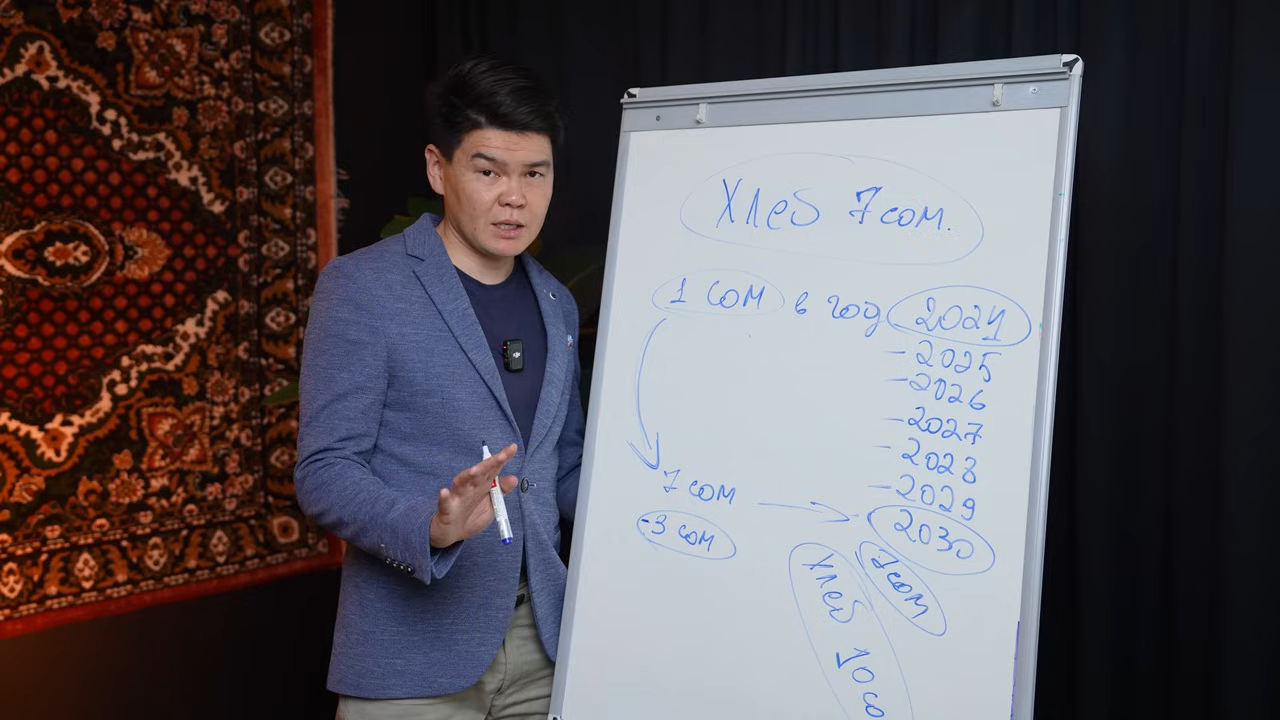 Хлеб 7 сом.
1 сом в год 2024
- 2025
- 2026
- 2027
- 2028
- 2029
7 сом 2030
-3 сом
7 сом
Хлеб 10 со